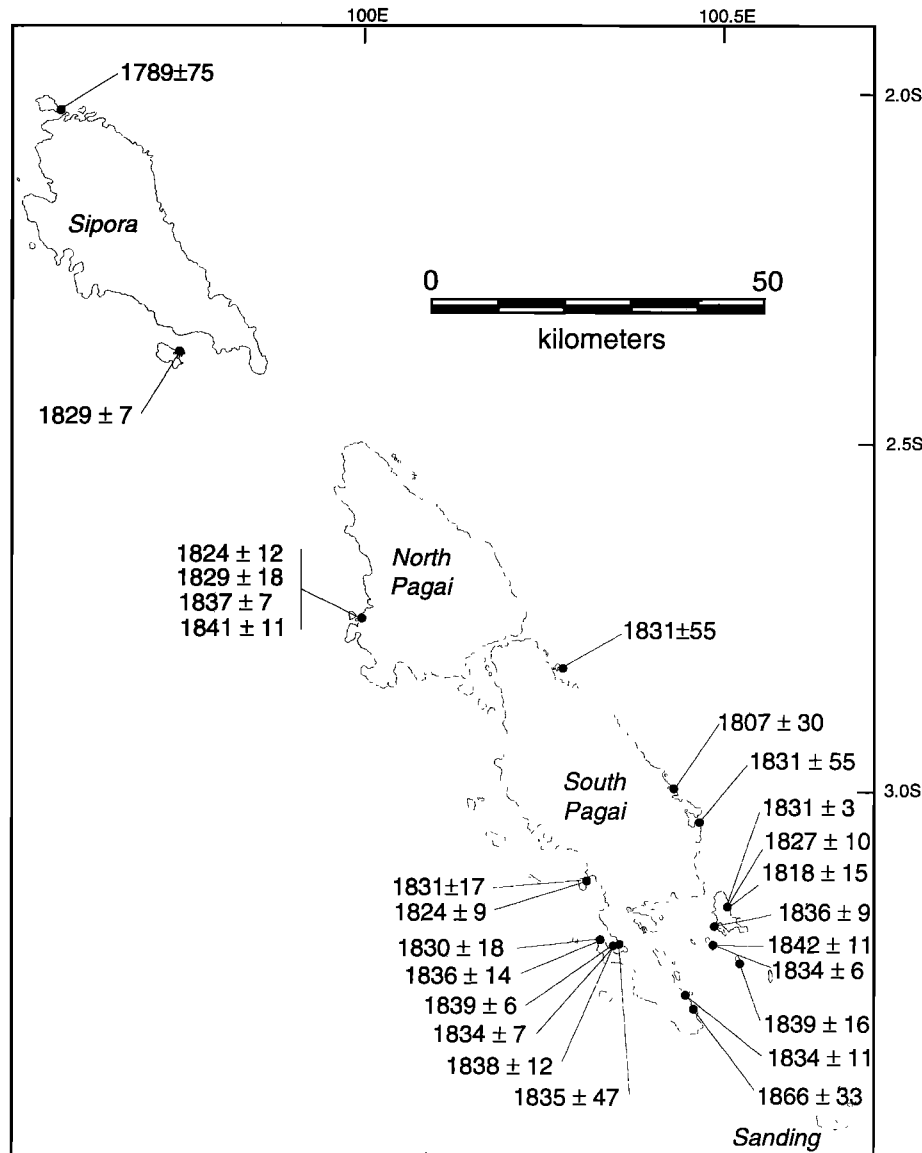 100E
100.5E
1789±75
2.0S
Sipora
0
50
kilometers
1829 ± 7
2.5S
1824 ± 12
1829 ± 18
1837 ± 7
1841 ± 11
North
Pagai
1831±55
1807 ± 30
1831 ± 55
South
Pagai
3.0S
1831 ± 3
1827 ± 10
1818 ± 15
1831±17
1824 ± 9
1836 ± 9
1830 ± 18
1842 ± 11
1836 ± 14
1834 ± 6
1839 ± 6
1839 ± 16
1834 ± 7
1834 ± 11
1838 ± 12
1835 ± 47
1866 ± 33
Sanding